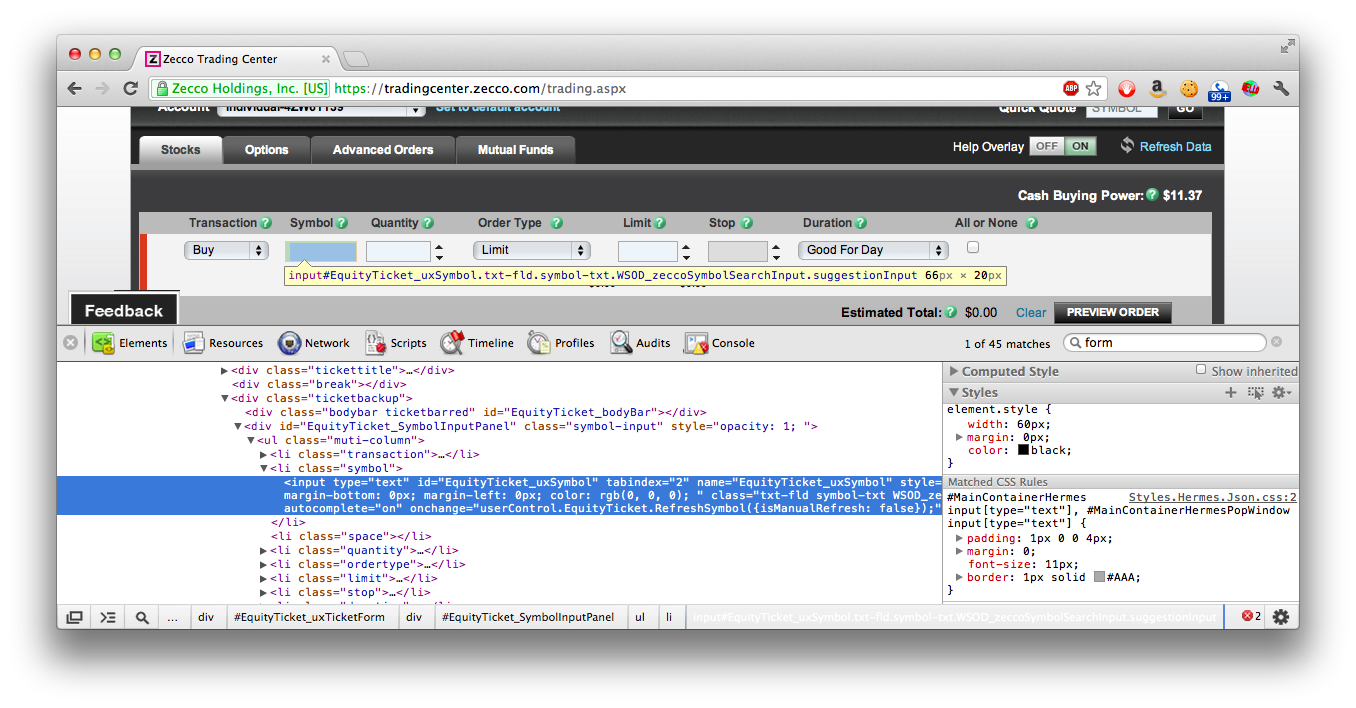 Zecco Trading Center
Zecco Holdings, Inc. [US] https://tradingcenter.zecco.com/trading.aspx
ABP
99+
Account Set to default account Quick Quote SYMBOL GO
Stocks Options Advanced Orders Mutual Funds Help Overlay OFF ON Refresh Data
Cash Buying Power: ? $11.37
Transaction ? Symbol ? Quantity ? Order Type ? Limit ? Stop ? Duration ? All or None ?
Buy Limit Good For Day
input#EquityTicket_uxSymbol.txt-fld.symbol-txt.WSOD_zeccoSymbolSearchInput.suggestionInput 66px × 20px
Feedback Estimated Total: ? $0.00 Clear PREVIEW ORDER
Elements Resources Network Scripts Timeline Profiles Audits Console 1 of 45 matches form
▶<div class="tickettitle">…</div>
<div class="break"></div>
▼<div class="ticketbackup">
<div class="bodybar ticketbarred" id="EquityTicket_bodyBar"></div>
▼<div id="EquityTicket_SymbolInputPanel" class="symbol-input" style="opacity: 1; ">
▼<ul class="muti-column">
▶<li class="transaction">…</li>
▼<li class="symbol">
<input type="text" id="EquityTicket_uxSymbol" tabindex="2" name="EquityTicket_uxSymbol" style=
margin-bottom: 0px; margin-left: 0px; color: rgb(0, 0, 0); " class="txt-fld symbol-txt WSOD_ze
autocomplete="on" onchange="userControl.EquityTicket.RefreshSymbol({isManualRefresh: false});"
</li>
<li class="space"></li>
▶<li class="quantity">…</li>
▶<li class="ordertype">…</li>
▶<li class="limit">…</li>
▶<li class="stop">…</li>
▶ Computed Style Show inherited
▼ Styles
element.style {
width: 60px;
▶ margin: 0px;
color: black;
}
Matched CSS Rules
#MainContainerHermes Styles.Hermes.Json.css:2
input[type="text"], #MainContainerHermesPopWindow
input[type="text"] {
▶ padding: 1px 0 0 4px;
▶ margin: 0;
font-size: 11px;
▶ border: 1px solid #AAA;
}
... div #EquityTicket_uxTicketForm div #EquityTicket_SymbolInputPanel ul li input#EquityTicket_uxSymbol.txt-fld.symbol-txt.WSOD_zeccoSymbolSearchInput.suggestionInput 2